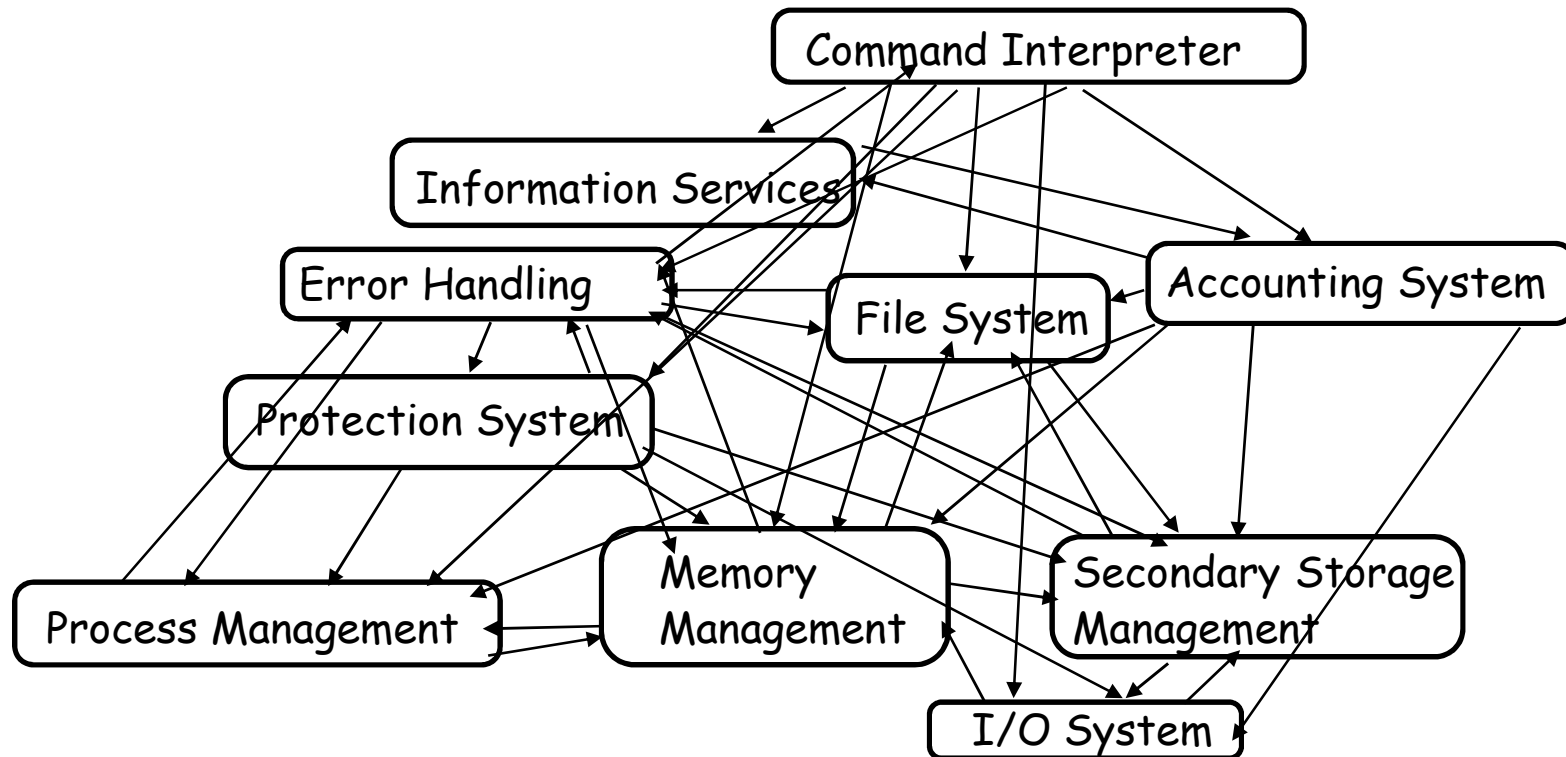 Command Interpreter
Information Services
Error Handling
Accounting System
File System
Protection System
Memory
Management
Secondary Storage
Management
Process Management
I/O System